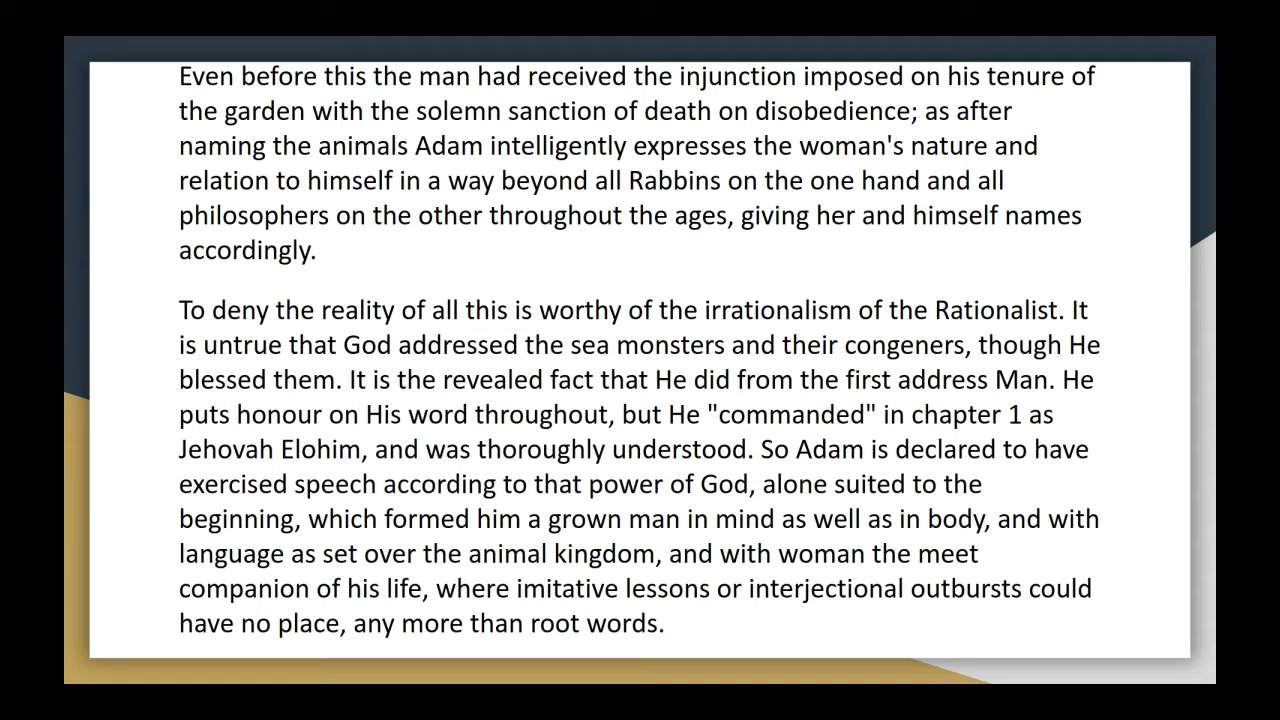 Even before this the man had received the injunction imposed on his tenure of
the garden with the solemn sanction of death on disobedience; as after
naming the animals Adam intelligently expresses the woman's nature and
relation to himself in a way beyond all Rabbins on the one hand and all
philosophers on the other throughout the ages, giving her and himself names
accordingly.
To deny the reality of all this is worthy of the irrationalism of the Rationalist. It
is untrue that God addressed the sea monsters and their congeners, though He
blessed them. It is the revealed fact that He did from the first address Man. He
puts honour on His word throughout, but He "commanded" in chapter 1 as
Jehovah Elohim, and was thoroughly understood. So Adam is declared to have
exercised speech according to that power of God, alone suited to the
beginning, which formed him a grown man in mind as well as in body, and with
language as set over the animal kingdom, and with woman the meet
companion of his life, where imitative lessons or interjectional outbursts could
have no place, any more than root words.